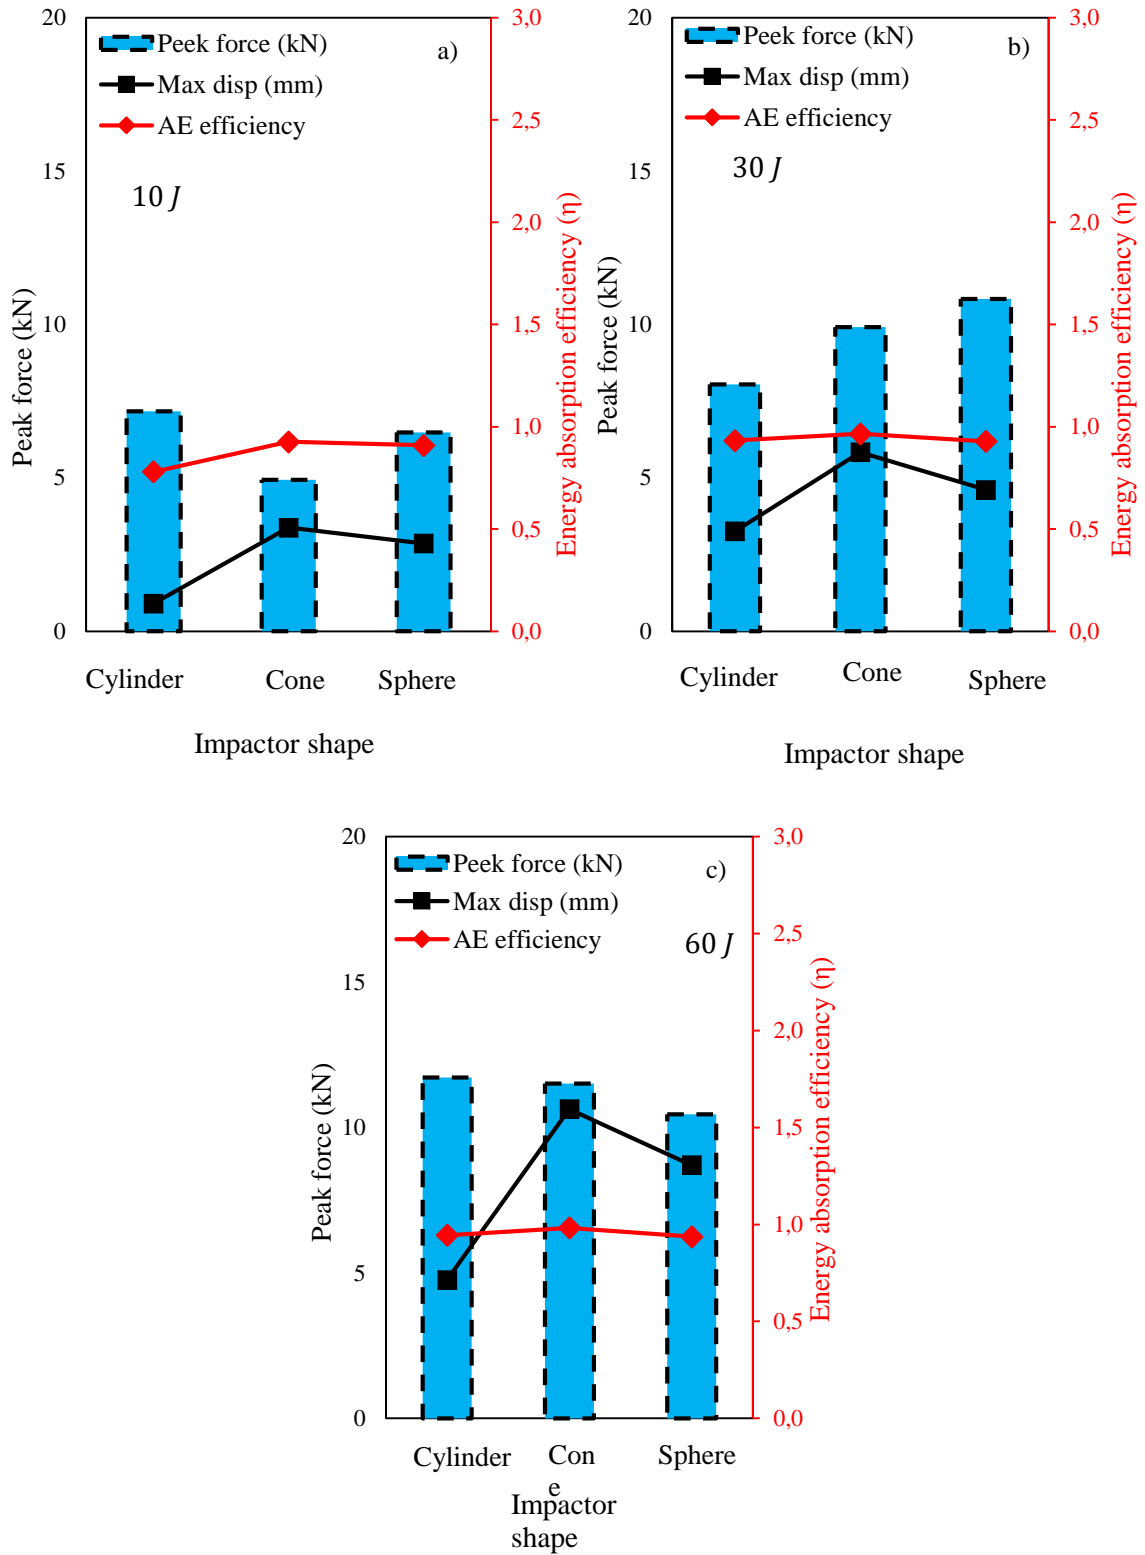 20
15
10
5
0
Peak force (kN)
Peek force (kN)
Max disp (mm)
AE efficiency
a)
10 J
3,0
2,5
2,0
1,5
1,0
0,5
0,0
Energy absorption efficiency (η)
Cylinder
Cone
Sphere
Impactor shape
20
15
10
5
0
Peak force (kN)
Peek force (kN)
Max disp (mm)
AE efficiency
b)
30 J
3,0
2,5
2,0
1,5
1,0
0,5
0,0
Energy absorption efficiency (η)
Cylinder
Cone
Sphere
Impactor shape
20
15
10
5
0
Peak force (kN)
Peek force (kN)
Max disp (mm)
AE efficiency
c)
60 J
3,0
2,5
2,0
1,5
1,0
0,5
0,0
Energy absorption efficiency (η)
Cylinder
Con
e
Sphere
Impactor
shape